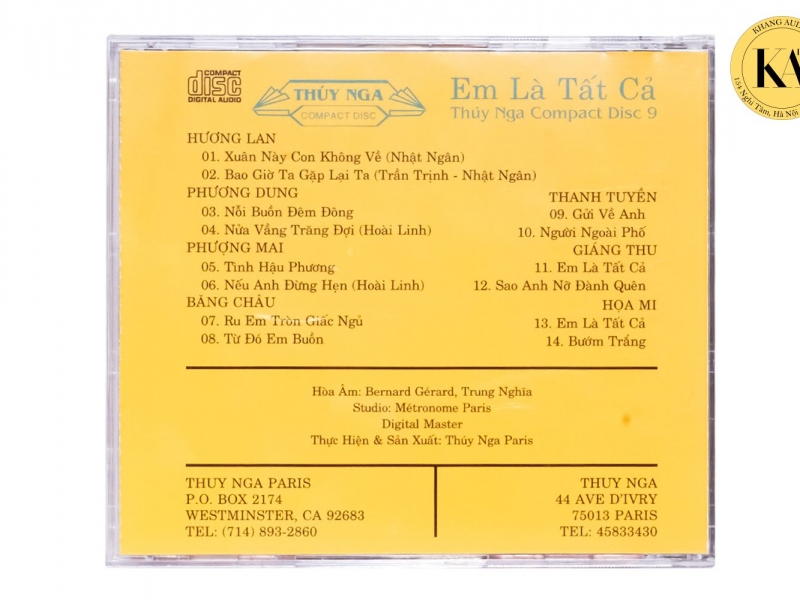 COMPACT
disc
DIGITAL AUDIO
THÚY NGA
COMPACT DISC
Em Là Tất Cả
Thúy Nga Compact Disc 9
HƯƠNG LAN
01. Xuân Này Con Không Về (Nhật Ngân)
02. Bao Giờ Ta Gặp Lại Ta (Trần Trịnh - Nhật Ngân)
PHƯƠNG DUNG
03. Nỗi Buồn Đêm Đông
04. Nửa Vầng Trăng Đợi (Hoài Linh)
PHƯỢNG MAI
05. Tình Hậu Phương
06. Nếu Anh Đừng Hẹn (Hoài Linh)
BĂNG CHÂU
07. Ru Em Tròn Giấc Ngủ
08. Từ Đó Em Buồn
THANH TUYỀN
09. Gửi Về Anh
10. Người Ngoài Phố
GIÁNG THU
11. Em Là Tất Cả
12. Sao Anh Nỡ Đành Quên
HỌA MI
13. Em Là Tất Cả
14. Bướm Trắng
Hòa Âm: Bernard Gérard, Trung Nghĩa
Studio: Métronome Paris
Digital Master
Thực Hiện & Sản Xuất: Thúy Nga Paris
THUY NGA PARIS
P.O. BOX 2174
WESTMINSTER, CA 92683
TEL: (714) 893-2860
THUY NGA
44 AVE D'IVRY
75013 PARIS
TEL: 45833430
KHANG AUD
KA
154 Nghi Tàm, Hà Nội